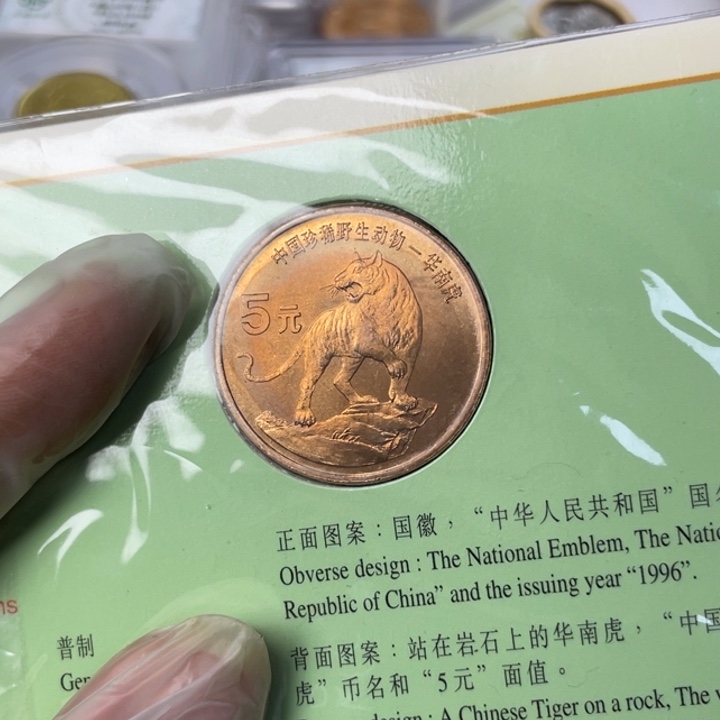 中国珍稀野生动物—华南虎
5元
正面图案：国徽，“中华人民共和国”国
Obverse design : The National Emblem, The
Republic of China” and the issuing year “1996”.
普制
背面图案：站在岩石上的华南虎，“中国
虎”币名和“5元”面值。
design : A Chinese Tiger on a rock, The